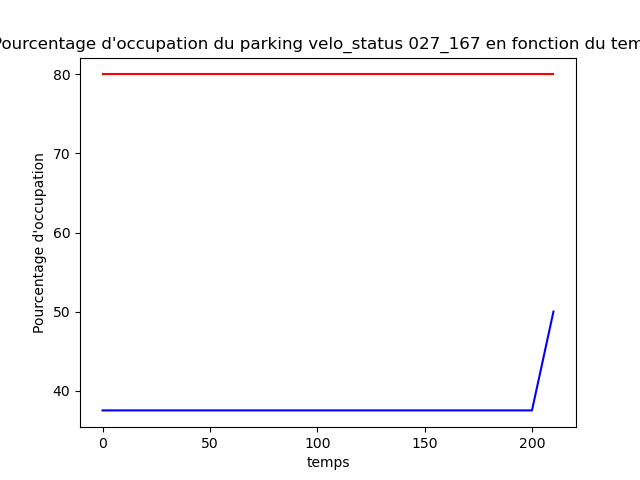 Pourcentage d'occupation du parking velo_status 027_167 en fonction du tem
80
70
60
50
40
Pourcentage d'occupation
0 50 100 150 200
temps